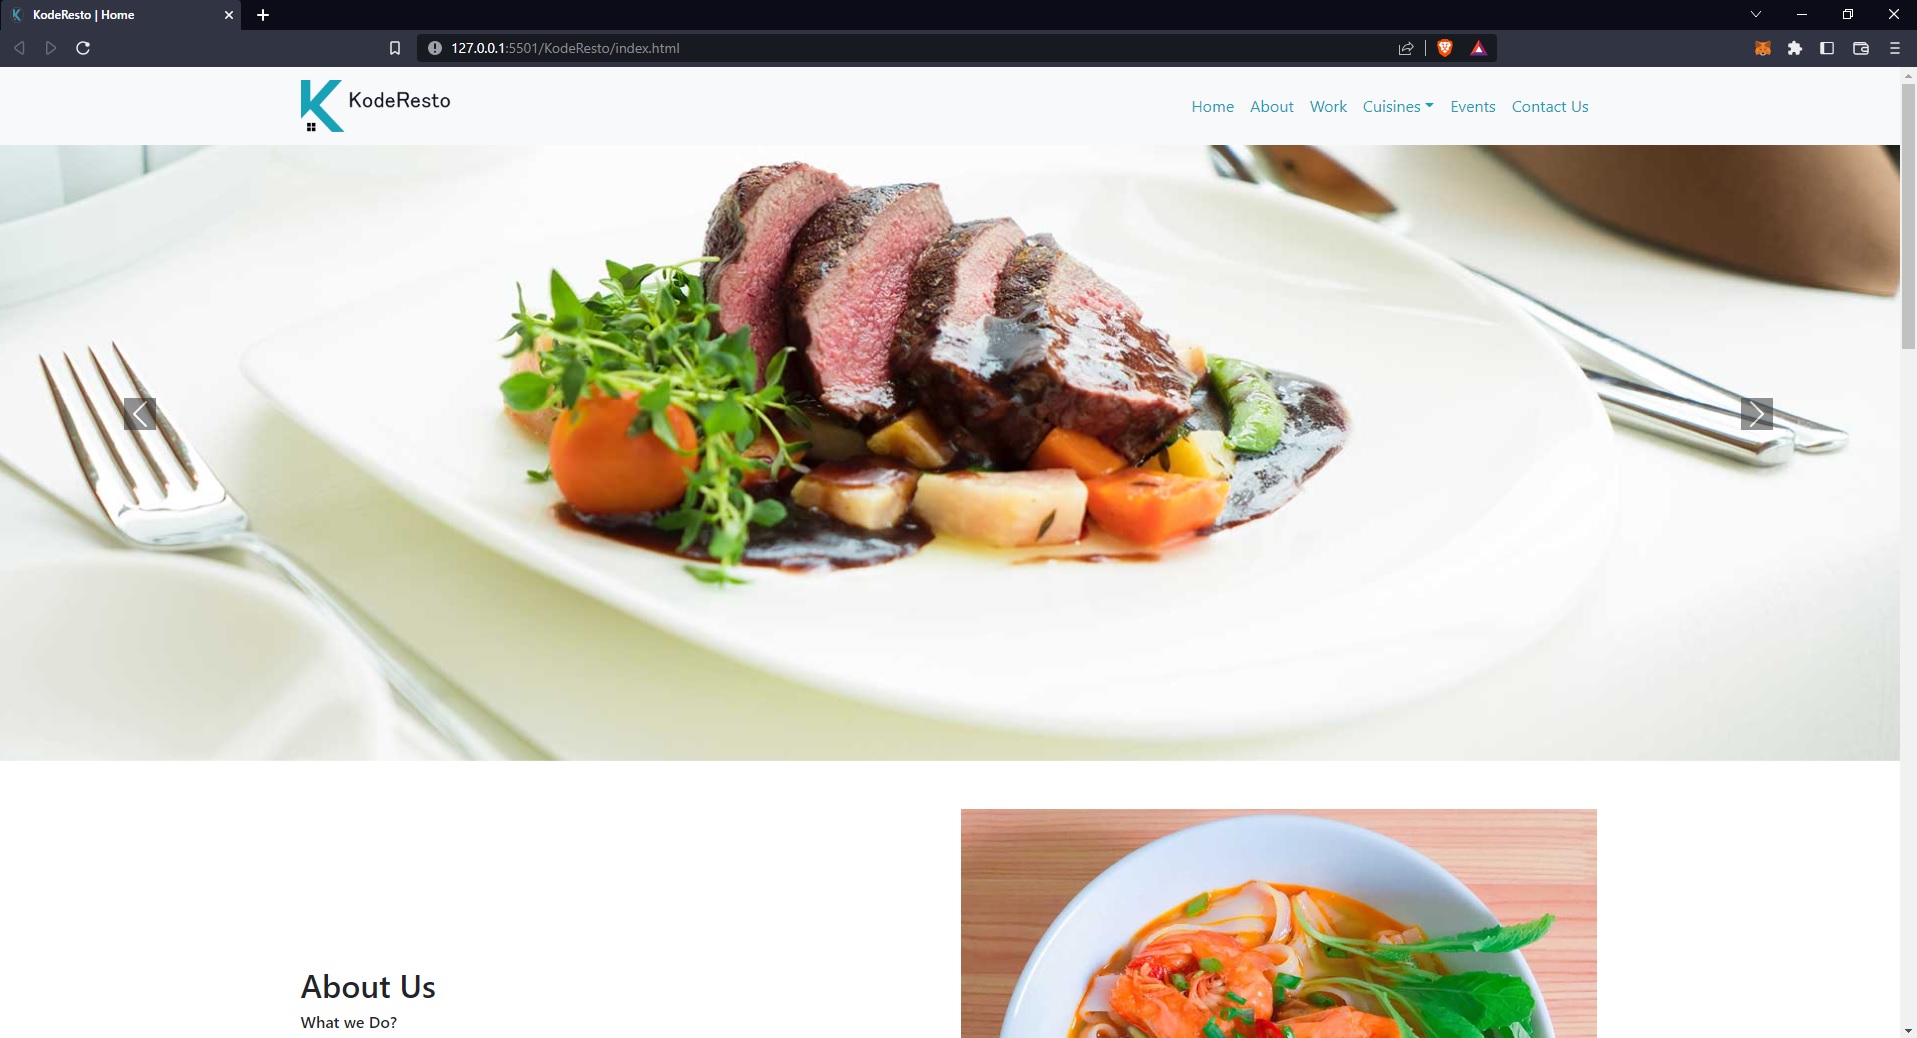 KodeResto | Home
127.0.0.1:5501/KodeResto/index.html
KodeResto
Home About Work Cuisines Events Contact Us
About Us
What we Do?